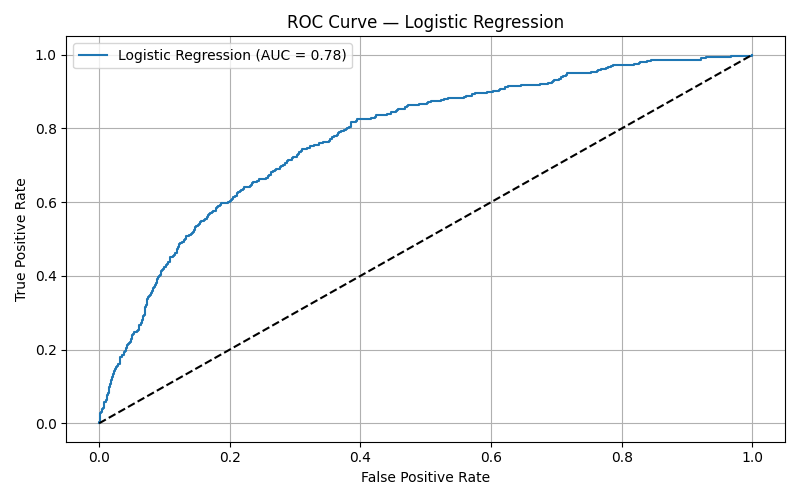 ROC Curve — Logistic Regression
Logistic Regression (AUC = 0.78)
True Positive Rate
1.0
0.8
0.6
0.4
0.2
0.0
0.0 0.2 0.4 0.6 0.8 1.0
False Positive Rate